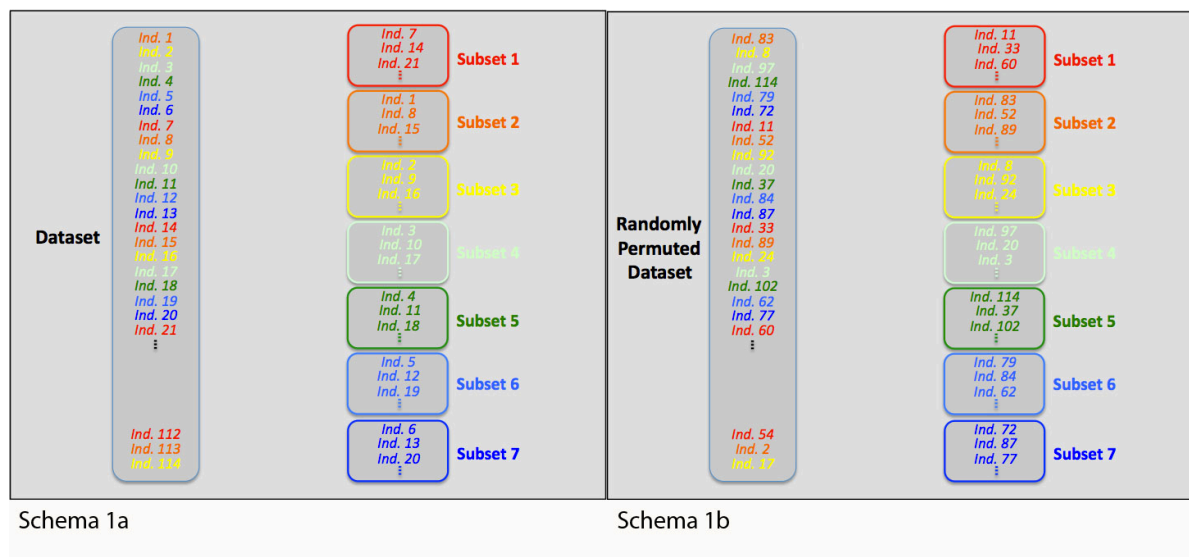 Dataset
Ind. 1
Ind. 2
Ind. 3
Ind. 4
Ind. 5
Ind. 6
Ind. 7
Ind. 8
Ind. 9
Ind. 10
Ind. 11
Ind. 12
Ind. 13
Ind. 14
Ind. 15
Ind. 16
Ind. 17
Ind. 18
Ind. 19
Ind. 20
Ind. 21
Ind. 112
Ind. 113
Ind. 114
Ind. 7
Ind. 14
Ind. 21
Subset 1
Ind. 1
Ind. 8
Ind. 15
Subset 2
Ind. 2
Ind. 9
Ind. 16
Subset 3
Ind. 3
Ind. 10
Ind. 17
Subset 4
Ind. 4
Ind. 11
Ind. 18
Subset 5
Ind. 5
Ind. 12
Ind. 19
Subset 6
Ind. 6
Ind. 13
Ind. 20
Subset 7
Schema 1a
Randomly
Permuted
Dataset
Ind. 83
Ind. 8
Ind. 97
Ind. 114
Ind. 79
Ind. 72
Ind. 11
Ind. 52
Ind. 92
Ind. 20
Ind. 37
Ind. 84
Ind. 87
Ind. 33
Ind. 89
Ind. 24
Ind. 3
Ind. 102
Ind. 62
Ind. 77
Ind. 60
Ind. 54
Ind. 2
Ind. 17
Ind. 11
Ind. 33
Ind. 60
Subset 1
Ind. 83
Ind. 52
Ind. 89
Subset 2
Ind. 8
Ind. 92
Ind. 24
Subset 3
Ind. 97
Ind. 20
Ind. 3
Subset 4
Ind. 114
Ind. 37
Ind. 102
Subset 5
Ind. 79
Ind. 84
Ind. 62
Subset 6
Ind. 72
Ind. 87
Ind. 77
Subset 7
Schema 1b